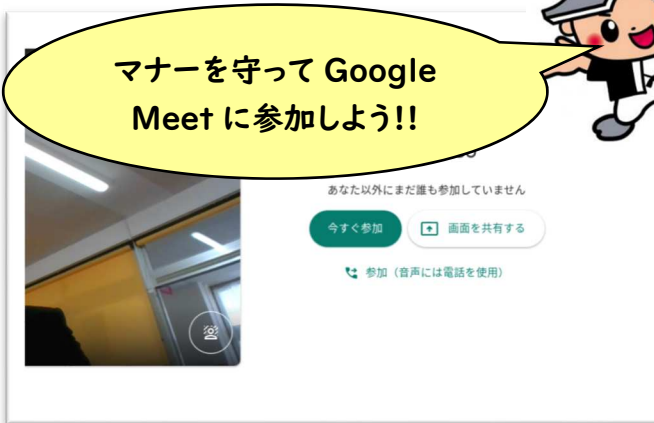 マナーを守って Google
Meet に参加しよう!!
あなた以外にまだ誰も参加していません
今すぐ参加
画面を共有する
参加（音声には電話を使用）